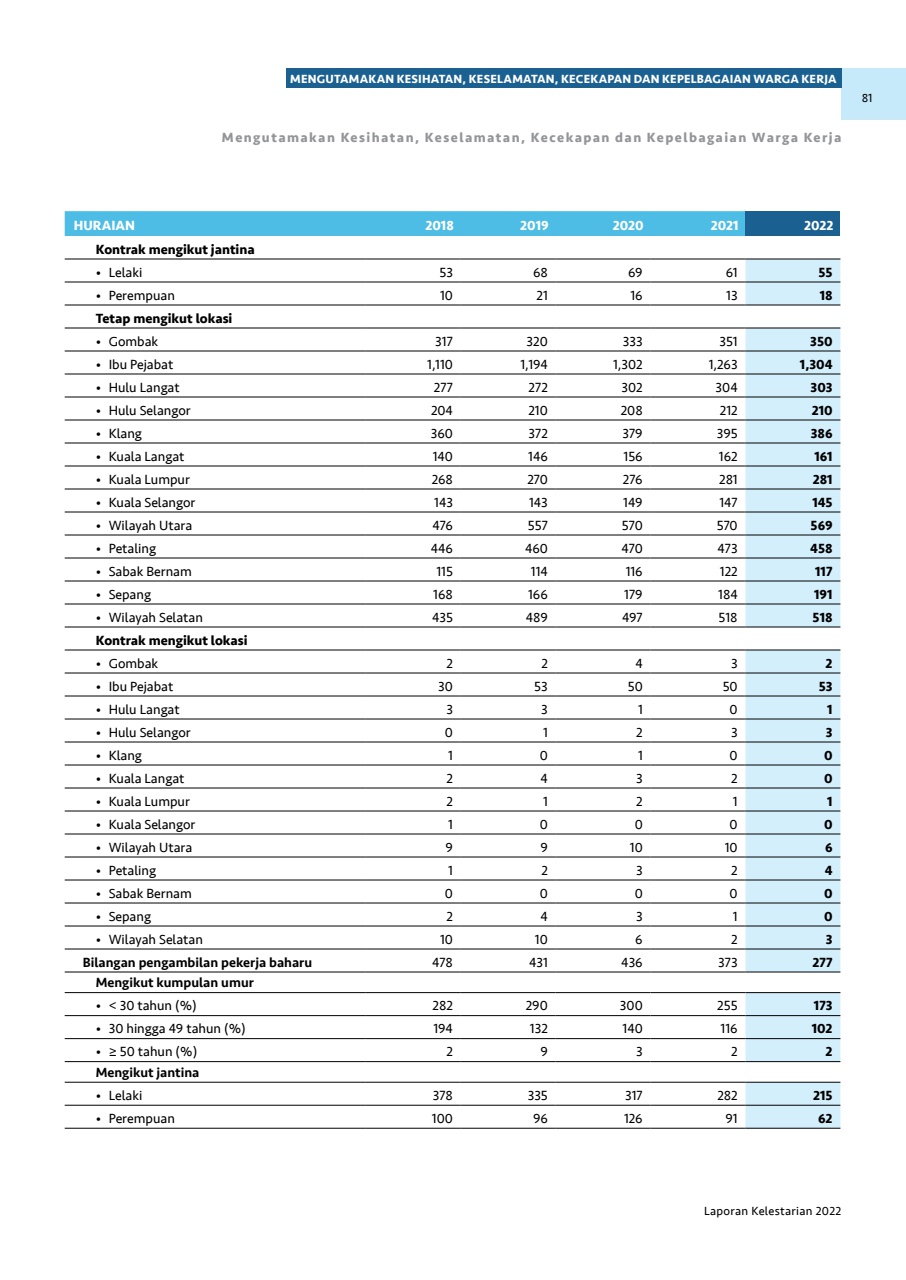 MENGUTAMAKAN KESIHATAN, KESELAMATAN, KECEKAPAN DAN KEPELBAGAIAN WARGA KERJA
81
Mengutamakan Kesihatan, Keselamatan, Kecekapan dan Kepelbagaian Warga Kerja
HURAIAN 2018 2019 2020 2021 2022
Kontrak mengikut jantina
• Lelaki 53 68 69 61 55
• Perempuan 10 21 16 13 18
Tetap mengikut lokasi
• Gombak 317 320 333 351 350
• Ibu Pejabat 1,110 1,194 1,302 1,263 1,304
• Hulu Langat 277 272 302 304 303
• Hulu Selangor 204 210 208 212 210
• Klang 360 372 379 395 386
• Kuala Langat 140 146 156 162 161
• Kuala Lumpur 268 270 276 281 281
• Kuala Selangor 143 143 149 147 145
• Wilayah Utara 476 557 570 570 569
• Petaling 446 460 470 473 458
• Sabak Bernam 115 114 116 122 117
• Sepang 168 166 179 184 191
• Wilayah Selatan 435 489 497 518 518
Kontrak mengikut lokasi
• Gombak 2 2 4 3 2
• Ibu Pejabat 30 53 50 50 53
• Hulu Langat 3 3 1 0 1
• Hulu Selangor 0 1 2 3 3
• Klang 1 0 1 0 0
• Kuala Langat 2 4 3 2 0
• Kuala Lumpur 2 1 2 1 1
• Kuala Selangor 1 0 0 0 0
• Wilayah Utara 9 9 10 10 6
• Petaling 1 2 3 2 4
• Sabak Bernam 0 0 0 0 0
• Sepang 2 4 3 1 0
• Wilayah Selatan 10 10 6 2 3
Bilangan pengambilan pekerja baharu 478 431 436 373 277
Mengikut kumpulan umur
• < 30 tahun (%) 282 290 300 255 173
• 30 hingga 49 tahun (%) 194 132 140 116 102
• ≥ 50 tahun (%) 2 9 3 2 2
Mengikut jantina
• Lelaki 378 335 317 282 215
• Perempuan 100 96 126 91 62
Laporan Kelestarian 2022